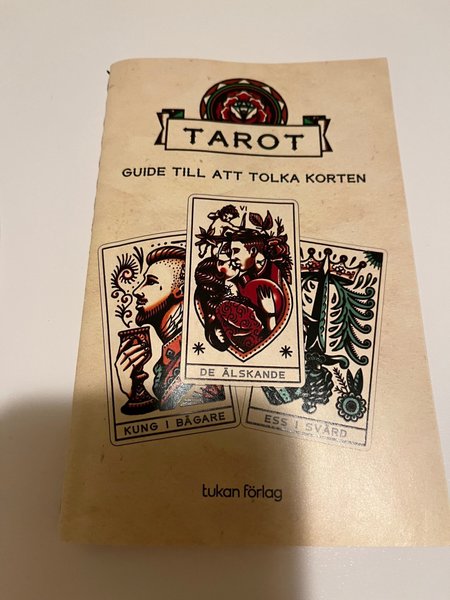 TAROT
GUIDE TILL ATT TOLKA KORTEN
VI
DE ÄLSKANDE
KUNG I BÄGARE
ESS I SVÄRD
tukan förlag